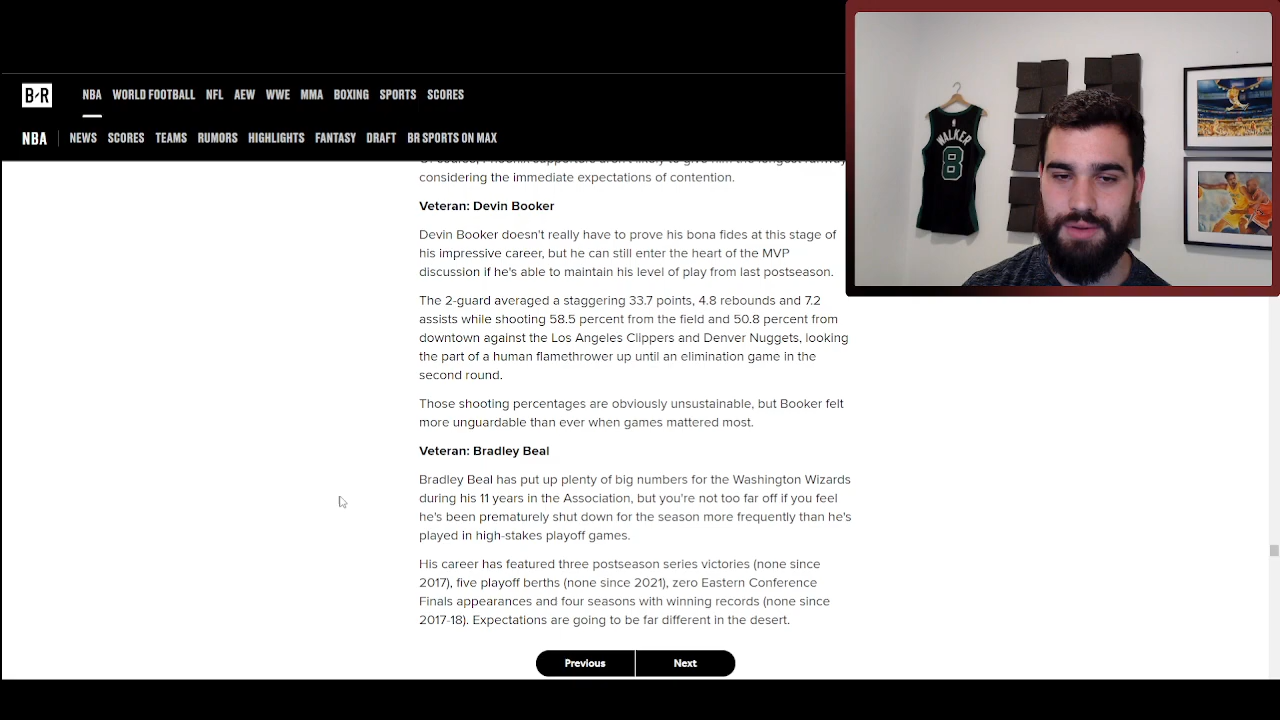 B/R NBA WORLD FOOTBALL NFL AEW WWE MMA BOXING SPORTS SCORES
NBA NEWS SCORES TEAMS RUMORS HIGHLIGHTS FANTASY DRAFT BR SPORTS ON MAX
considering the immediate expectations of contention.
Veteran: Devin Booker
Devin Booker doesn't really have to prove his bona fides at this stage of
his impressive career, but he can still enter the heart of the MVP
discussion if he's able to maintain his level of play from last postseason.
The 2-guard averaged a staggering 33.7 points, 4.8 rebounds and 7.2
assists while shooting 58.5 percent from the field and 50.8 percent from
downtown against the Los Angeles Clippers and Denver Nuggets, looking
the part of a human flamethrower up until an elimination game in the
second round.
Those shooting percentages are obviously unsustainable, but Booker felt
more unguardable than ever when games mattered most.
Veteran: Bradley Beal
Bradley Beal has put up plenty of big numbers for the Washington Wizards
during his 11 years in the Association, but you're not too far off if you feel
he's been prematurely shut down for the season more frequently than he's
played in high-stakes playoff games.
His career has featured three postseason series victories (none since
2017), five playoff berths (none since 2021), zero Eastern Conference
Finals appearances and four seasons with winning records (none since
2017-18). Expectations are going to be far different in the desert.
Previous Next
WALKER
8